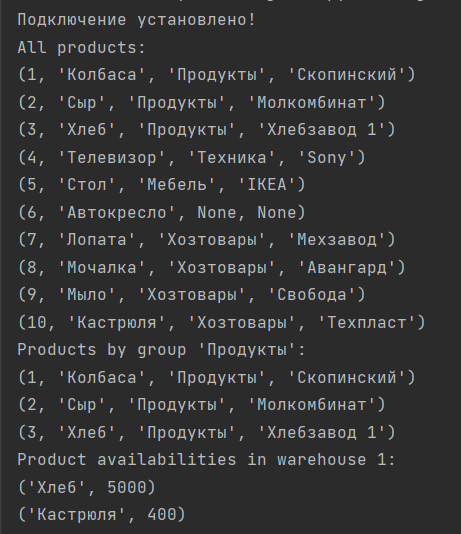 Подключение установлено!
All products:
(1, 'Колбаса', 'Продукты', 'Скопинский')
(2, 'Сыр', 'Продукты', 'Молкомбинат')
(3, 'Хлеб', 'Продукты', 'Хлебзавод 1')
(4, 'Телевизор', 'Техника', 'Sony')
(5, 'Стол', 'Мебель', 'IKEA')
(6, 'Автокресло', None, None)
(7, 'Лопата', 'Хозтовары', 'Мехзавод')
(8, 'Мочалка', 'Хозтовары', 'Авангард')
(9, 'Мыло', 'Хозтовары', 'Свобода')
(10, 'Кастрюля', 'Хозтовары', 'Техпласт')
Products by group 'Продукты':
(1, 'Колбаса', 'Продукты', 'Скопинский')
(2, 'Сыр', 'Продукты', 'Молкомбинат')
(3, 'Хлеб', 'Продукты', 'Хлебзавод 1')
Product availabilities in warehouse 1:
('Хлеб', 5000)
('Кастрюля', 400)